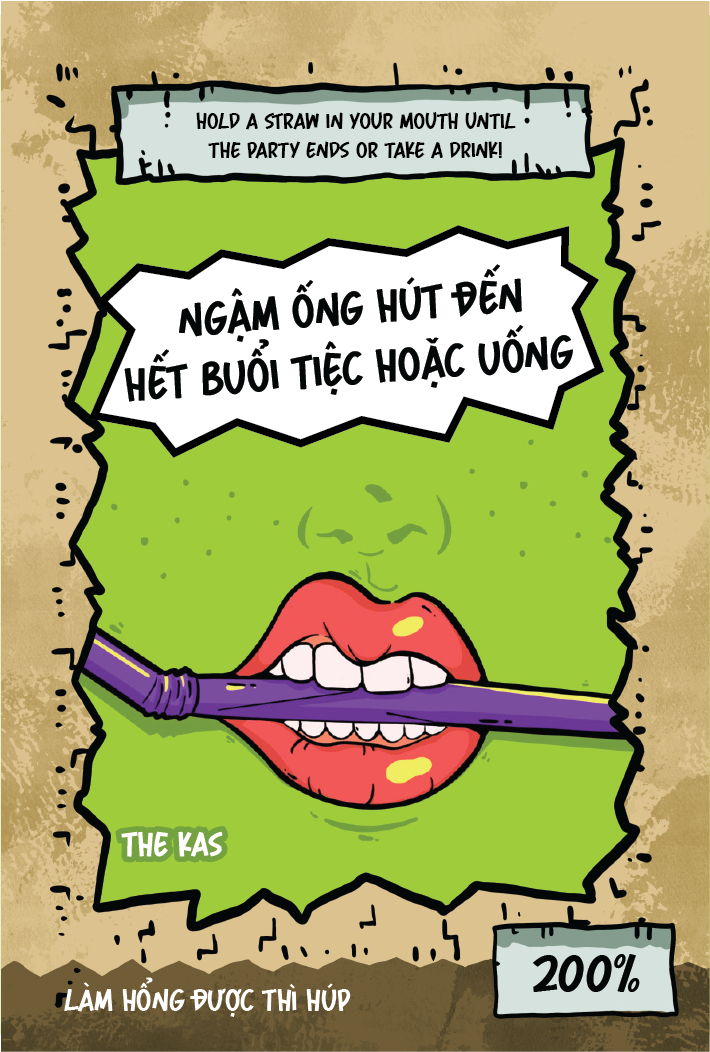 HOLD A STRAW IN YOUR MOUTH UNTIL
THE PARTY ENDS OR TAKE A DRINK!
NGẬM ỐNG HÚT ĐẾN
HẾT BUỔI TIỆC HOẶC UỐNG
THE KAS
200%
LÀM HỔNG ĐƯỢC THÌ HÚP